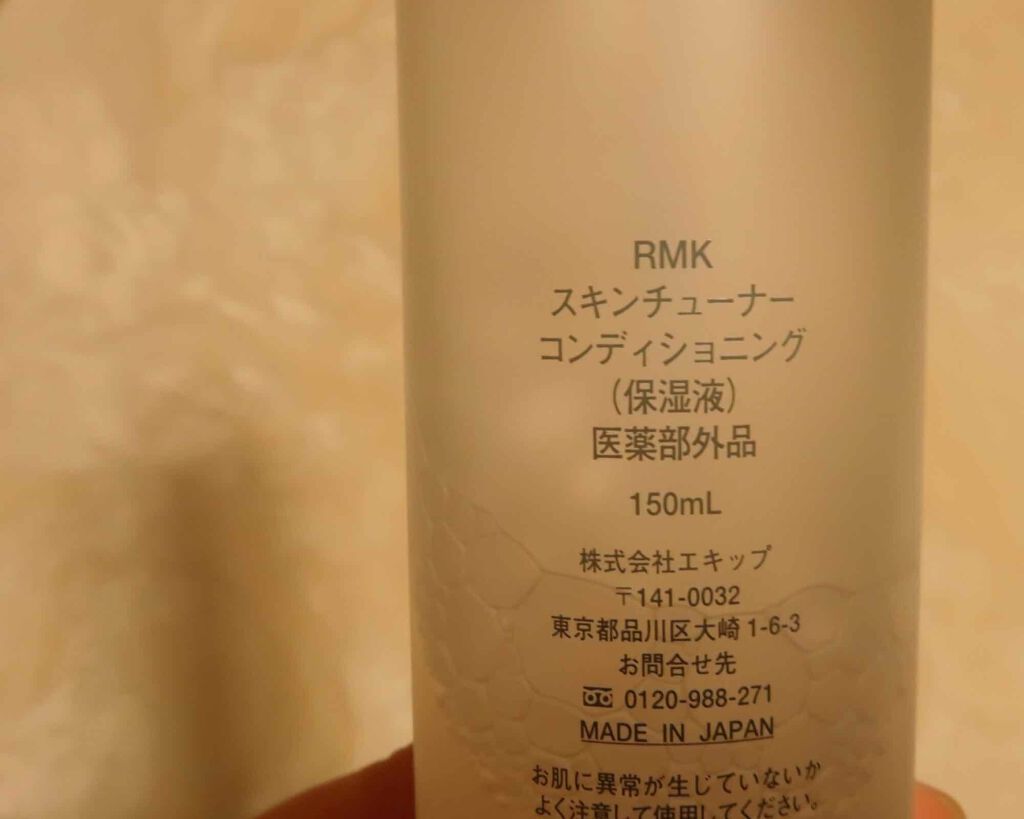 RMK
スキンチューナー
コンディショニング
(保湿液)
医薬部外品
150mL
株式会社エキップ
〒141-0032
東京都品川区大崎1-6-3
お問合せ先
0120-988-271
MADE IN JAPAN
お肌に異常が生じていないか
よく注意して使用してください。